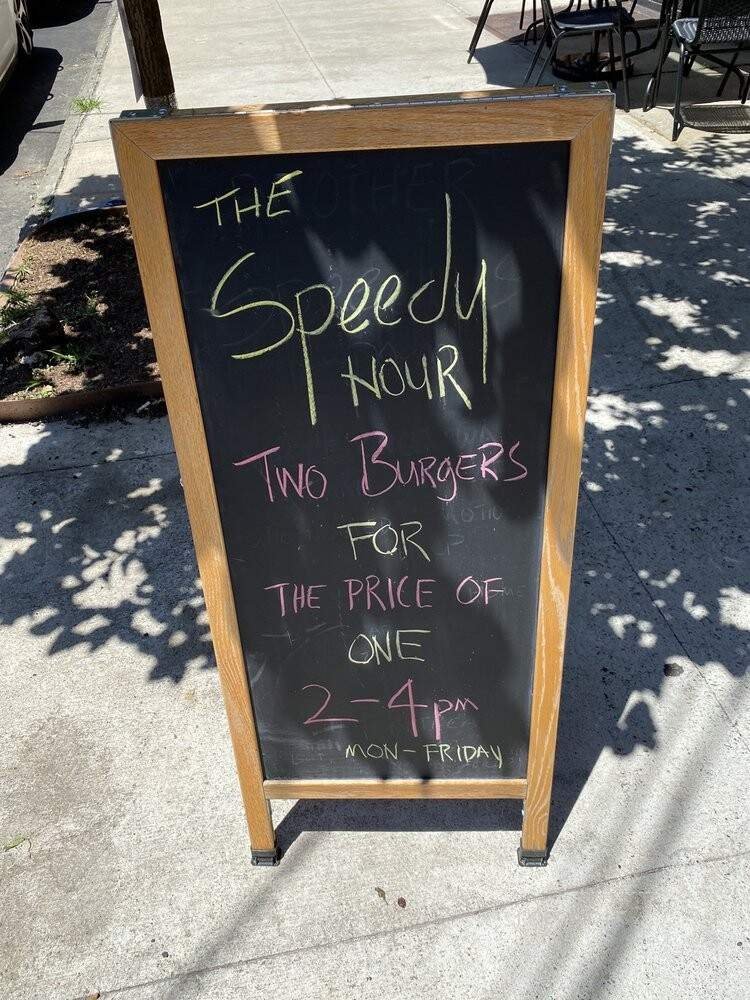 THE
Speedy
HOUR
TWO BURGERS
FOR
THE PRICE OF
ONE
2-4pm
MON-FRIDAY